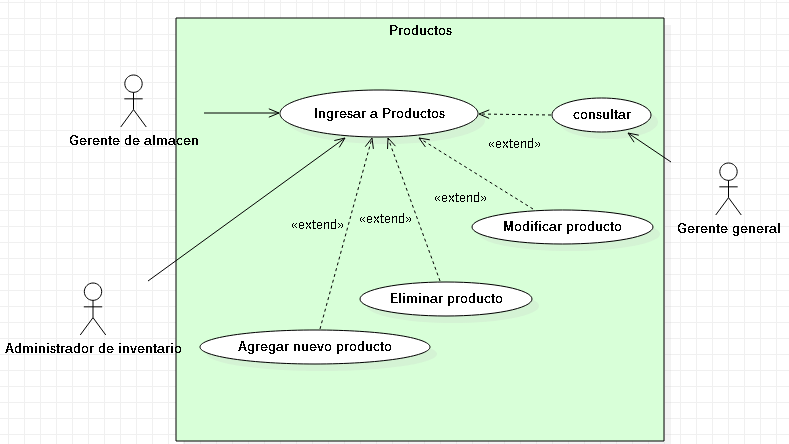 Productos
Ingresar a Productos
consultar
Gerente de almacen
«extend»
«extend»
«extend»
«extend»
Modificar producto
Gerente general
Eliminar producto
Agregar nuevo producto
Administrador de inventario